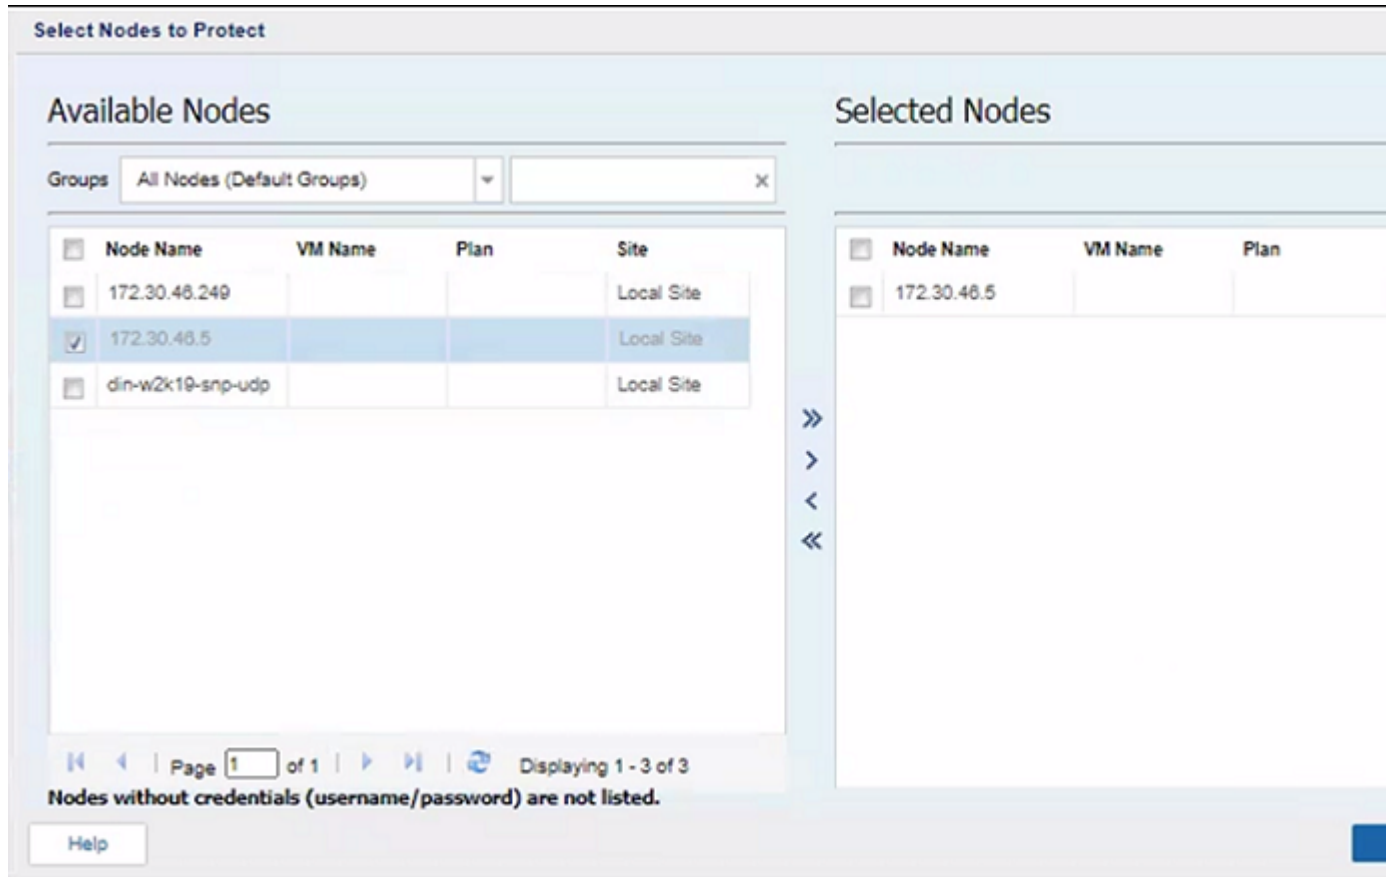 Select Nodes to Protect
Available Nodes
Selected Nodes
Groups All Nodes (Default Groups)
Node Name VM Name Plan Site
172.30.46.249 Local Site
172.30.46.5 Local Site
din-w2k19-snp-udp Local Site
Node Name VM Name Plan
172.30.46.5
Page 1 of 1 Displaying 1 - 3 of 3
Nodes without credentials (username/password) are not listed.
Help